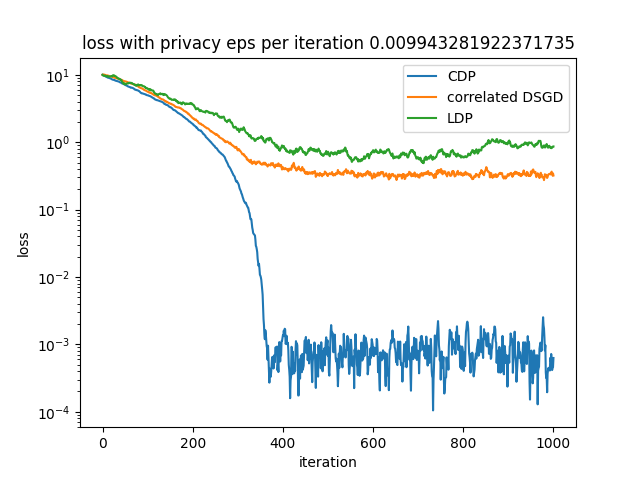 loss with privacy eps per iteration 0.009943281922371735
CDP
correlated DSGD
LDP
loss
10¹
10⁰
10⁻¹
10⁻²
10⁻³
10⁻⁴
0 200 400 600 800 1000
iteration